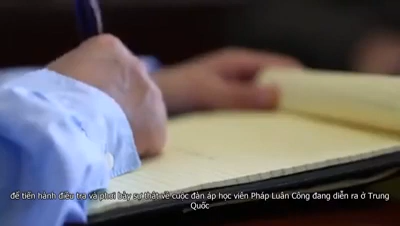 để tiến hành điều tra và phơi bày sự thật về cuộc đàn áp học viên Pháp Luân Công đang diễn ra ở Trung
Quốc